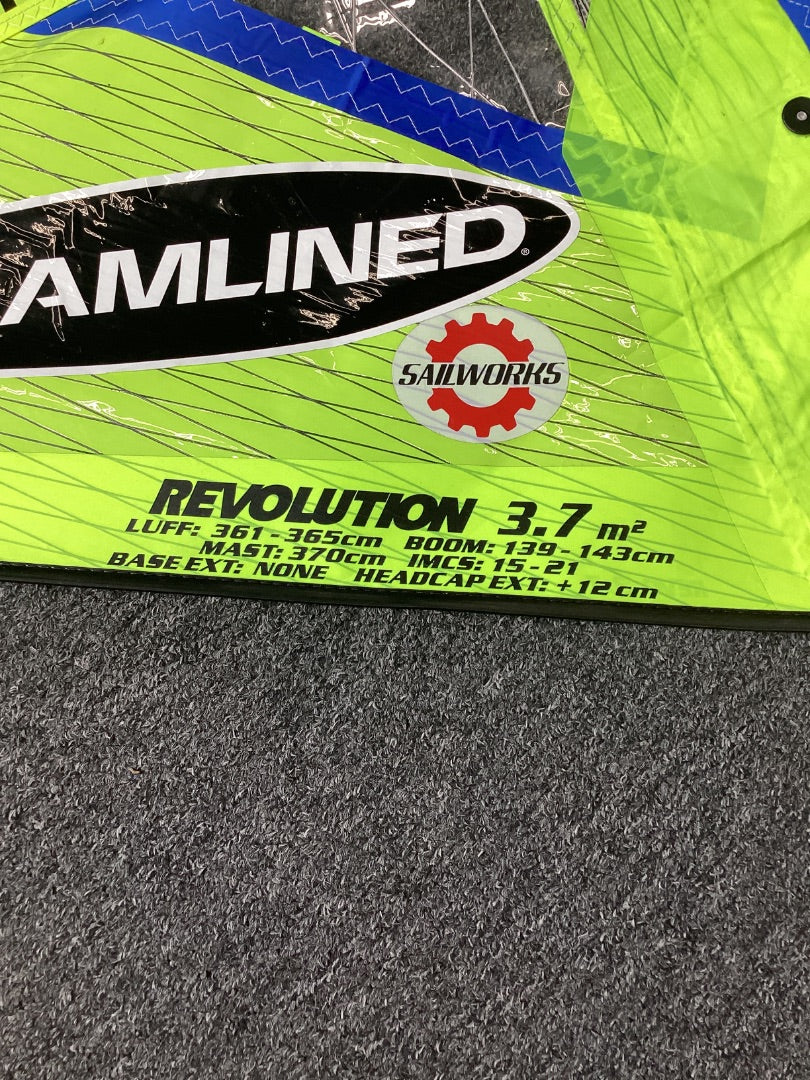 AMLINED®
SAILWORKS
REVOLUTION 3.7 m²
LUFF: 361 - 365cm BOOM: 139 - 143cm
MAST: 370cm IMCS: 15 - 21
BASE EXT: NONE HEADCAP EXT: + 12 cm